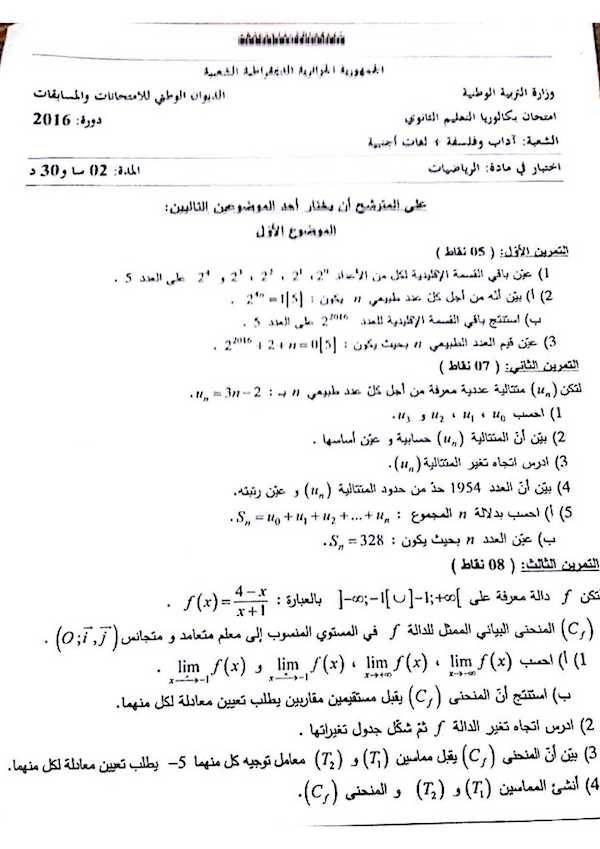 الجمهورية الجزائرية الديمقراطية الشعبية
وزارة التربية الوطنية الديوان الوطني للامتحانات والمسابقات
امتحان بكالوريا التعليم الثانوي دورة: 2016
الشعبة: آداب وفلسفة + لغات أجنبية
اختبار في مادة: الرياضيات المدة: 02 سا و30 د
على المترشح أن يختار أحد الموضوعين التاليين:
الموضوع الأول
التمرين الأول: ( 05 نقاط )
1) عيّن باقي القسمة الإقليدية لكل من الأعداد 2^0 ، 2^1 ، 2^2 ، 2^3 و 2^4 على العدد 5 .
2) أ) بيّن أنه من أجل كل عدد طبيعي n يكون : 2^{4n} ≡ 1[5] .
ب) استنتج باقي القسمة الإقليدية للعدد 2^{2016} على العدد 5 .
3) عيّن قيم العدد الطبيعي n بحيث يكون : 2^{2016} + 2 + n ≡ 0[5] .
التمرين الثاني: ( 07 نقاط )
لتكن (u_n) متتالية عددية معرفة من أجل كل عدد طبيعي n بـ : u_n = 3n − 2 .
1) احسب u_0 ، u_1 ، u_2 و u_3 .
2) بيّن أنّ المتتالية (u_n) حسابية و عيّن أساسها .
3) ادرس اتجاه تغير المتتالية (u_n) .
4) بيّن أنّ العدد 1954 حدّ من حدود المتتالية (u_n) و عيّن رتبته.
5) أ) احسب بدلالة n المجموع : S_n = u_0 + u_1 + u_2 + ... + u_n .
ب) عيّن العدد n بحيث يكون : S_n = 328 .
التمرين الثالث: ( 08 نقاط )
لتكن f دالة معرفة على ]−∞;−1[ ∪ ]−1;+∞[ بالعبارة : f(x) = \frac{4−x}{x+1} .
(C_f) المنحنى البياني الممثل للدالة f في المستوي المنسوب إلى معلم متعامد و متجانس (O; \vec{i}, \vec{j}) .
1) أ) احسب lim_{x→−∞} f(x) ، lim_{x→+∞} f(x) ، lim_{x→−1} f(x) و lim_{x→−1} f(x) .
ب) استنتج أنّ المنحنى (C_f) يقبل مستقيمين مقاربين يطلب تعيين معادلة لكل منهما.
2) ادرس اتجاه تغير الدالة f ثمّ شكّل جدول تغيراتها .
3) بيّن أنّ المنحنى (C_f) يقبل مماسين (T_1) و (T_2) معامل توجيه كل منهما −5 يطلب تعيين معادلة لكل منهما.
4) أنشئ المماسين (T_1) و (T_2) و المنحنى (C_f) .